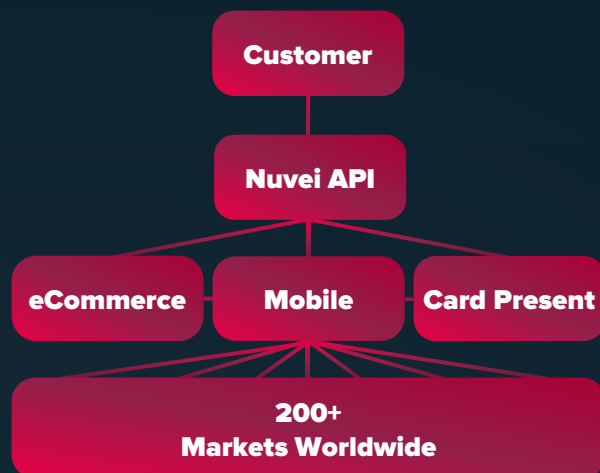 Customer
Nuvei API
eCommerce
Mobile
Card Present
200+
Markets Worldwide